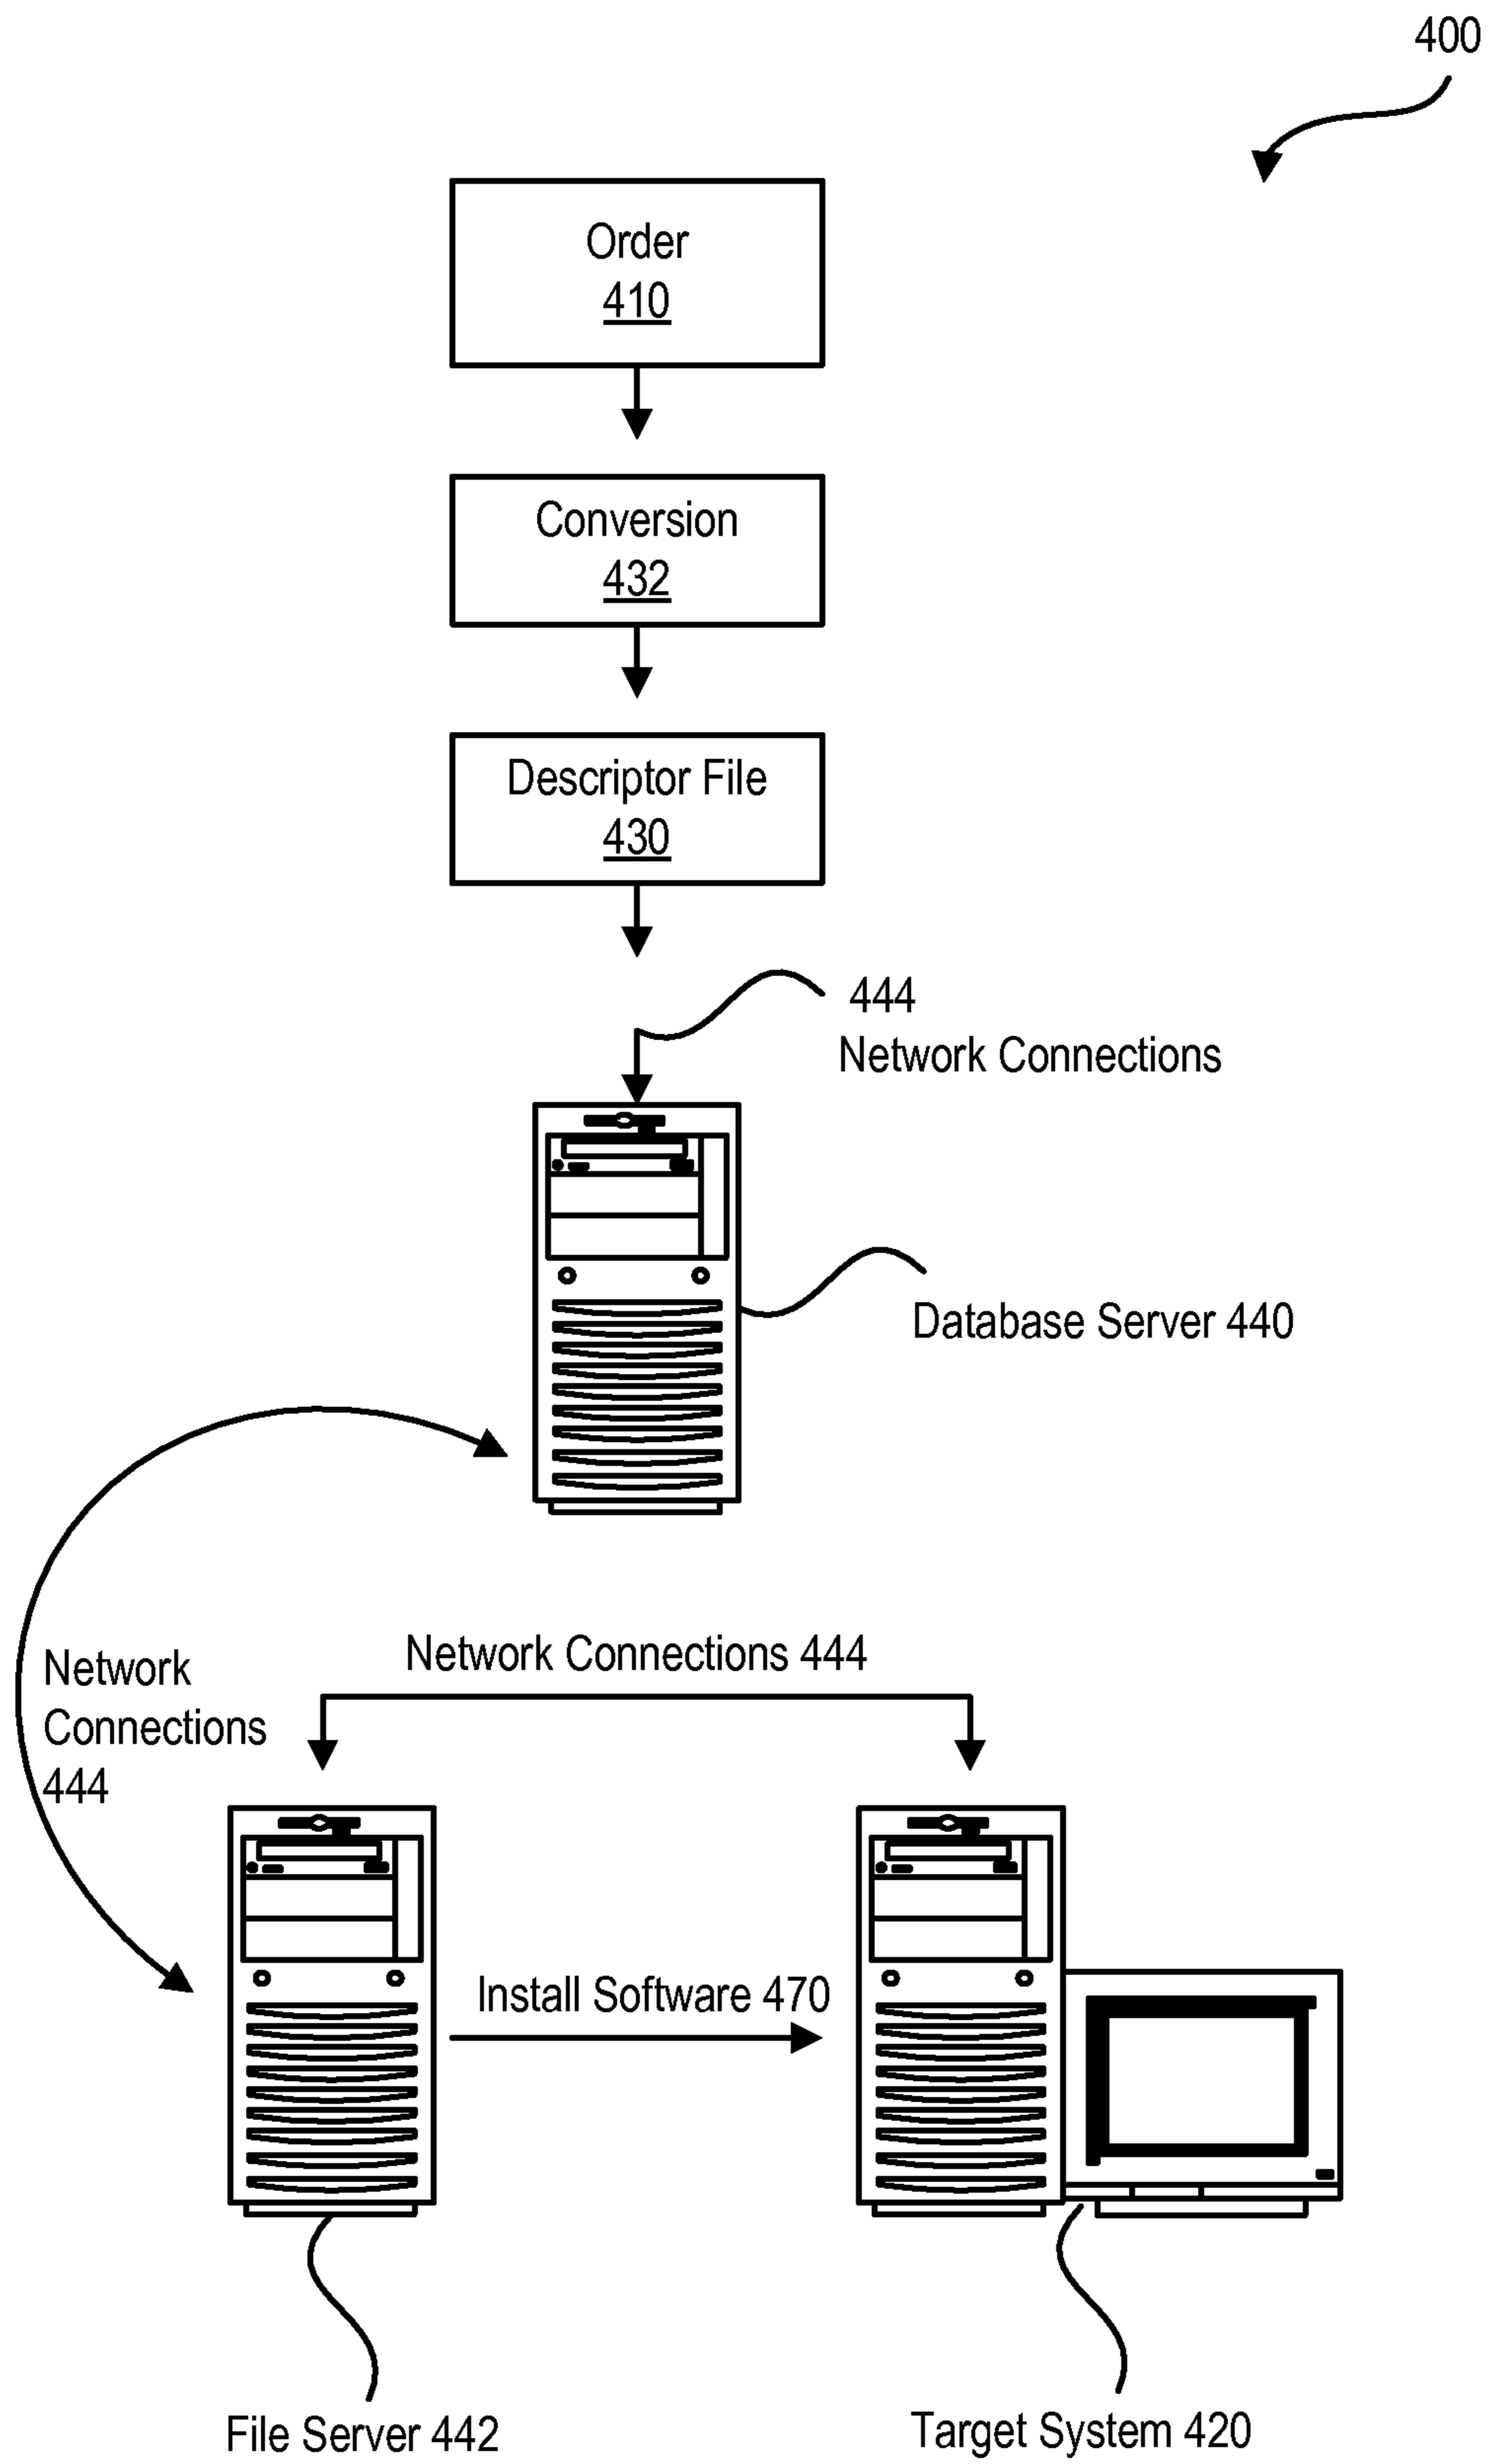 400
Order
410
Conversion
432
Descriptor File
430
444
Network Connections
Database Server 440
Network Connections 444
Network
Connections
444
Install Software 470
File Server 442
Target System 420